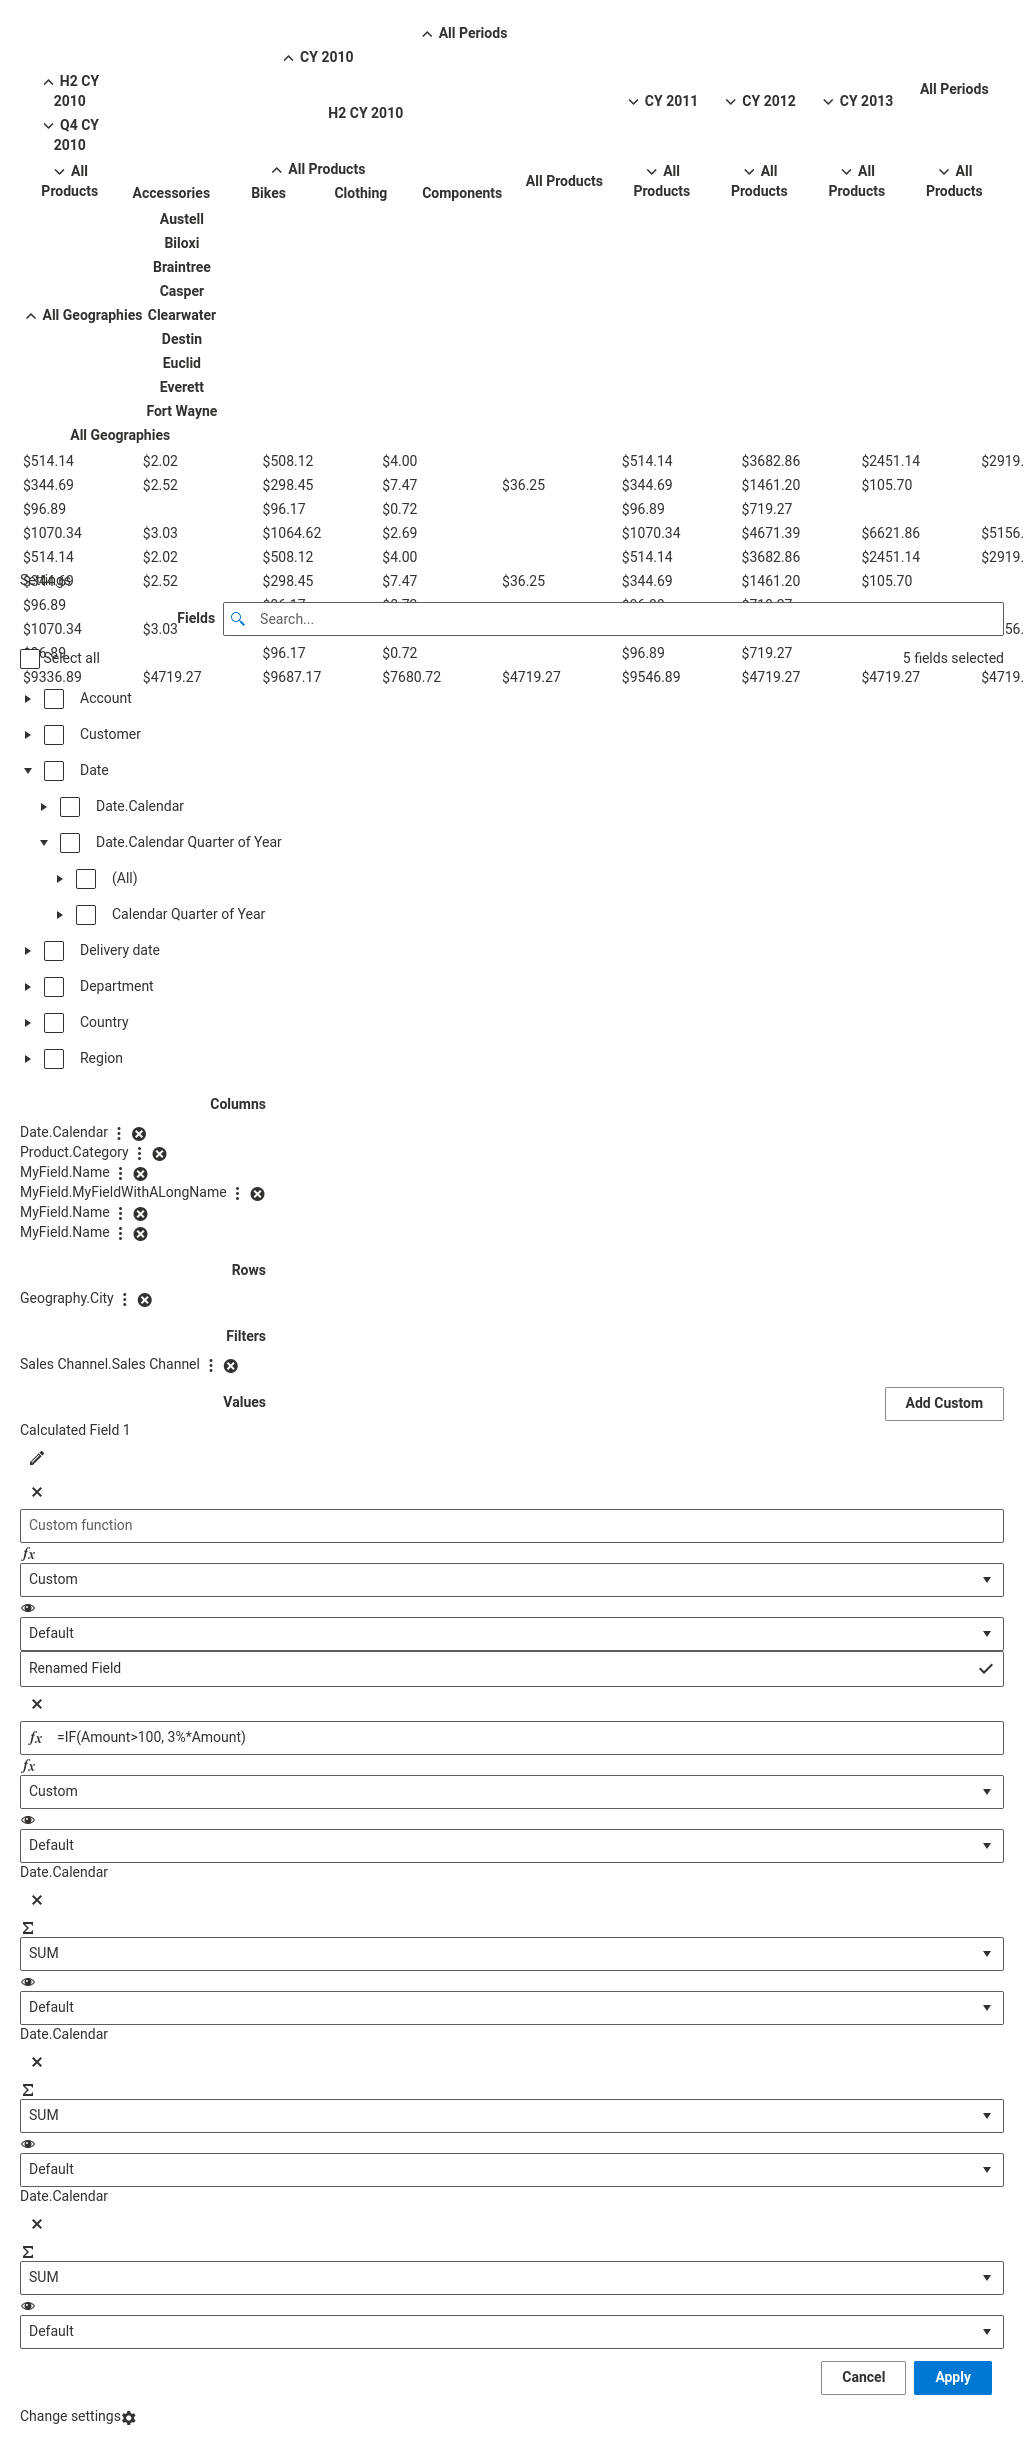 All Periods
CY 2010
H2 CY 2010
Q4 CY 2010
H2 CY 2010
CY 2011
CY 2012
CY 2013
All Periods
All Products
Accessories
All Products
Bikes
Clothing
Components
All Products
All Products
All Products
All Products
All Products
Austell
Biloxi
Braintree
Casper
All Geographies Clearwater
Destin
Euclid
Everett
Fort Wayne
All Geographies
$514.14 $2.02 $508.12 $4.00 $514.14 $3682.86 $2451.14 $2919.
$344.69 $2.52 $298.45 $7.47 $36.25 $344.69 $1461.20 $105.70
$96.89 $96.17 $0.72 $96.89 $719.27
$1070.34 $3.03 $1064.62 $2.69 $1070.34 $4671.39 $6621.86 $5156.
$514.14 $2.02 $508.12 $4.00 $514.14 $3682.86 $2451.14 $2919.
$344.69 $2.52 $298.45 $7.47 $36.25 $344.69 $1461.20 $105.70
Settings
$96.89
Fields Search...
$1070.34 $3.03 56.
$96.17 $0.72 $96.89 $719.27
Select all 5 fields selected
$9336.89 $4719.27 $9687.17 $7680.72 $4719.27 $9546.89 $4719.27 $4719.27 $4719.
Account
Customer
Date
Date.Calendar
Date.Calendar Quarter of Year
(All)
Calendar Quarter of Year
Delivery date
Department
Country
Region
Columns
Date.Calendar
Product.Category
MyField.Name
MyField.MyFieldWithALongName
MyField.Name
MyField.Name
Rows
Geography.City
Filters
Sales Channel.Sales Channel
Values Add Custom
Calculated Field 1
Custom function
fx
Custom
Default
Renamed Field
fx =IF(Amount>100, 3%*Amount)
fx
Custom
Default
Date.Calendar
Σ
SUM
Default
Date.Calendar
Σ
SUM
Default
Date.Calendar
Σ
SUM
Default
Cancel Apply
Change settings